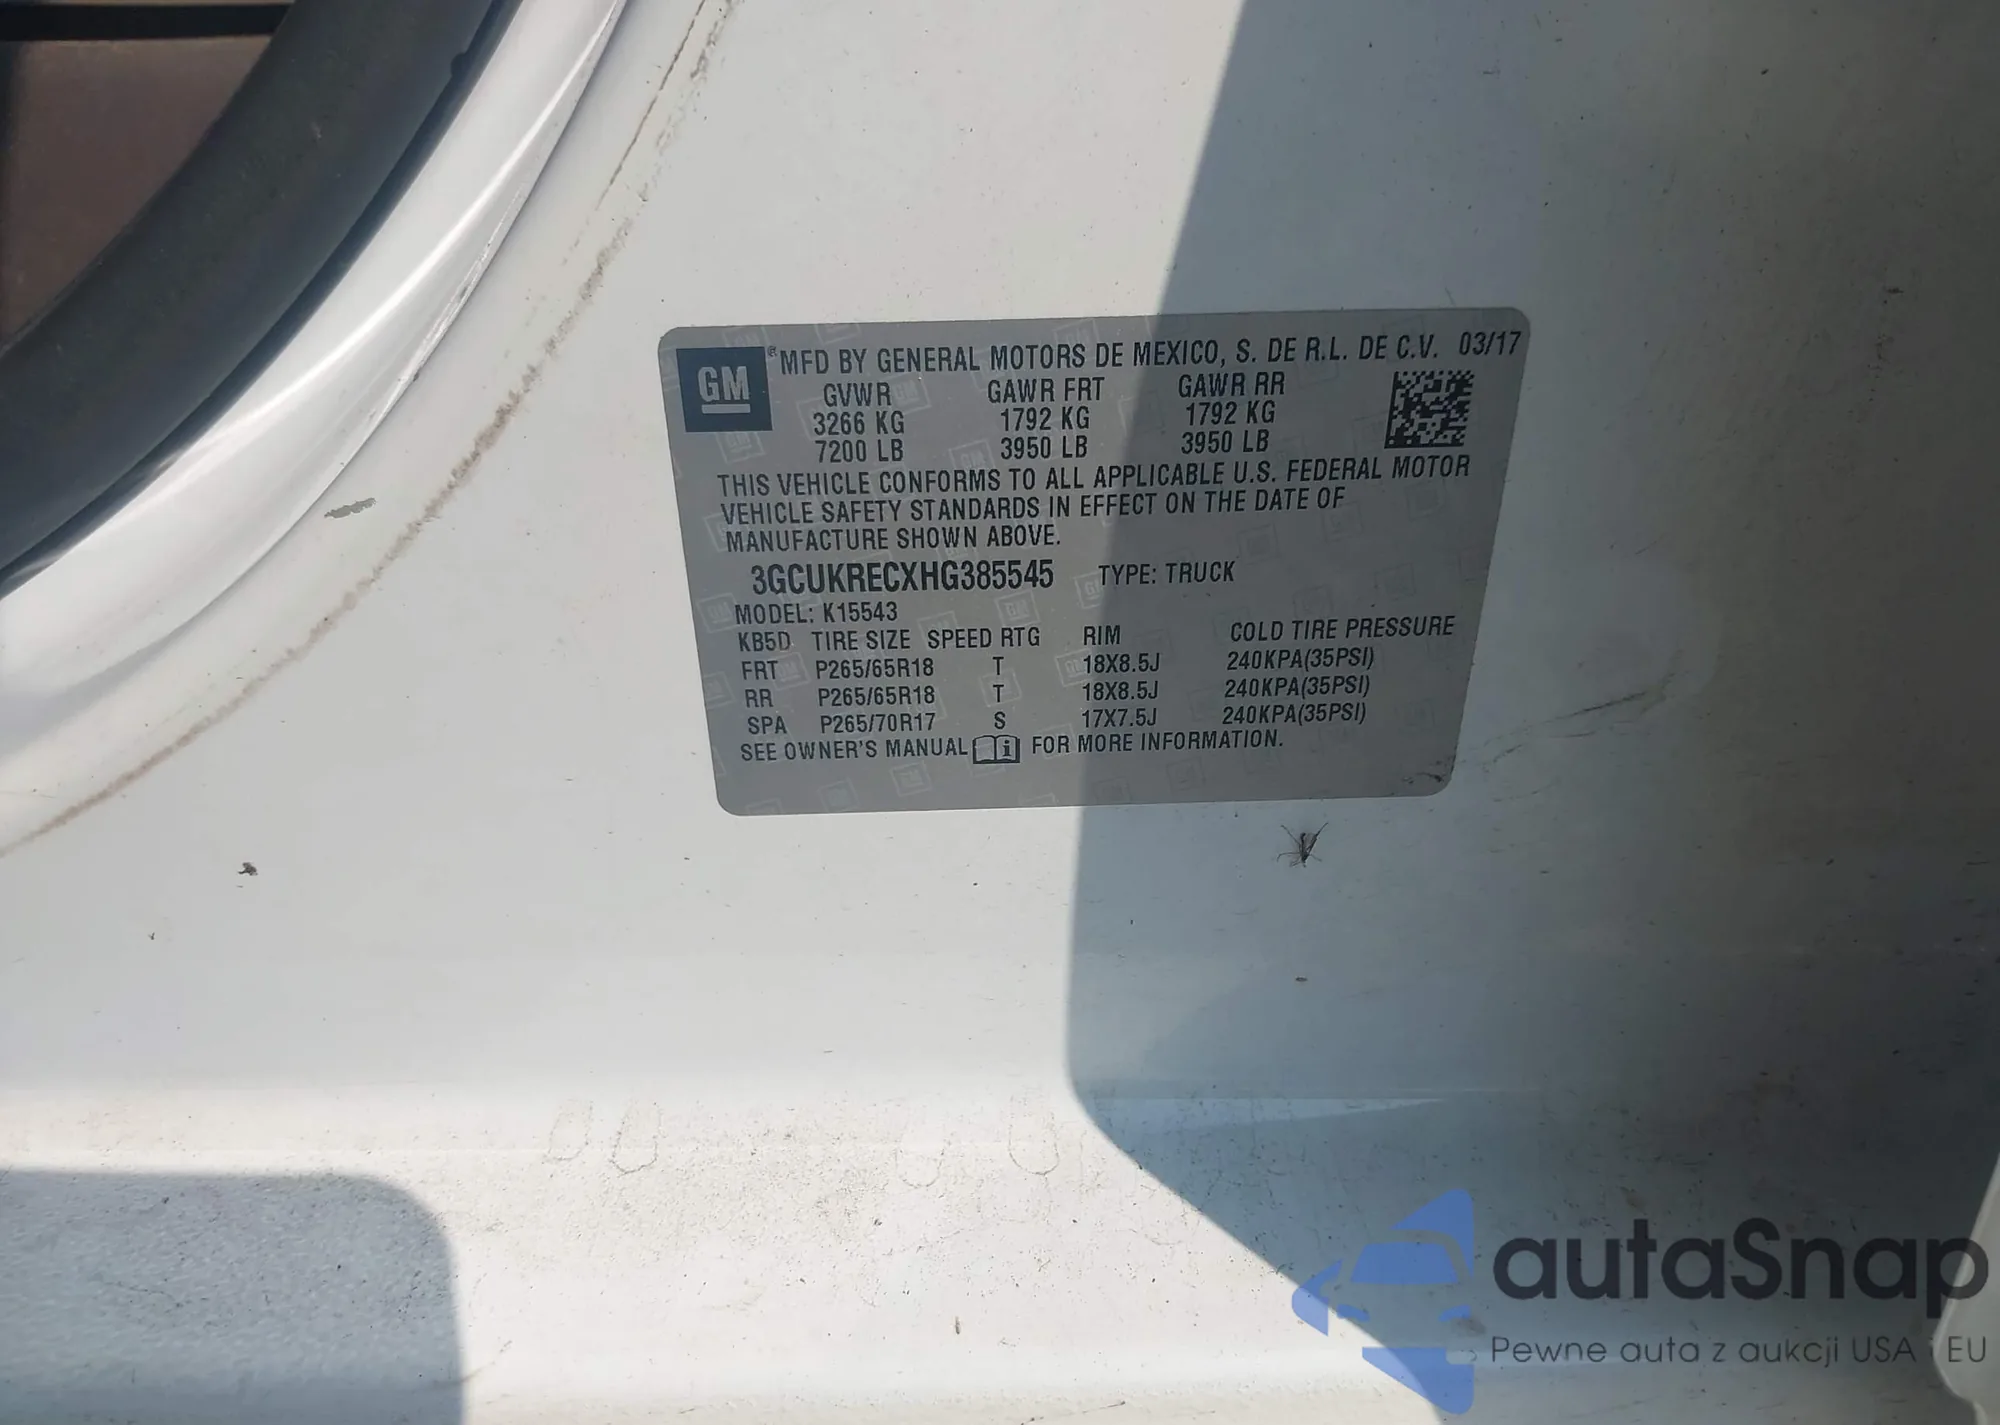 GM
® MFD BY GENERAL MOTORS DE MEXICO, S. DE R.L. DE C.V. 03/17
GVWR GAWR FRT GAWR RR
3266 KG 1792 KG 1792 KG
7200 LB 3950 LB 3950 LB
THIS VEHICLE CONFORMS TO ALL APPLICABLE U.S. FEDERAL MOTOR
VEHICLE SAFETY STANDARDS IN EFFECT ON THE DATE OF
MANUFACTURE SHOWN ABOVE.
3GCUKRECXHG385545 TYPE: TRUCK
MODEL: K15543
KB5D TIRE SIZE SPEED RTG RIM COLD TIRE PRESSURE
FRT P265/65R18 T 18X8.5J 240KPA(35PSI)
RR P265/65R18 T 18X8.5J 240KPA(35PSI)
SPA P265/70R17 S 17X7.5J 240KPA(35PSI)
SEE OWNER'S MANUAL i FOR MORE INFORMATION.
autaSnap
Pewne auta z aukcji USA i EU